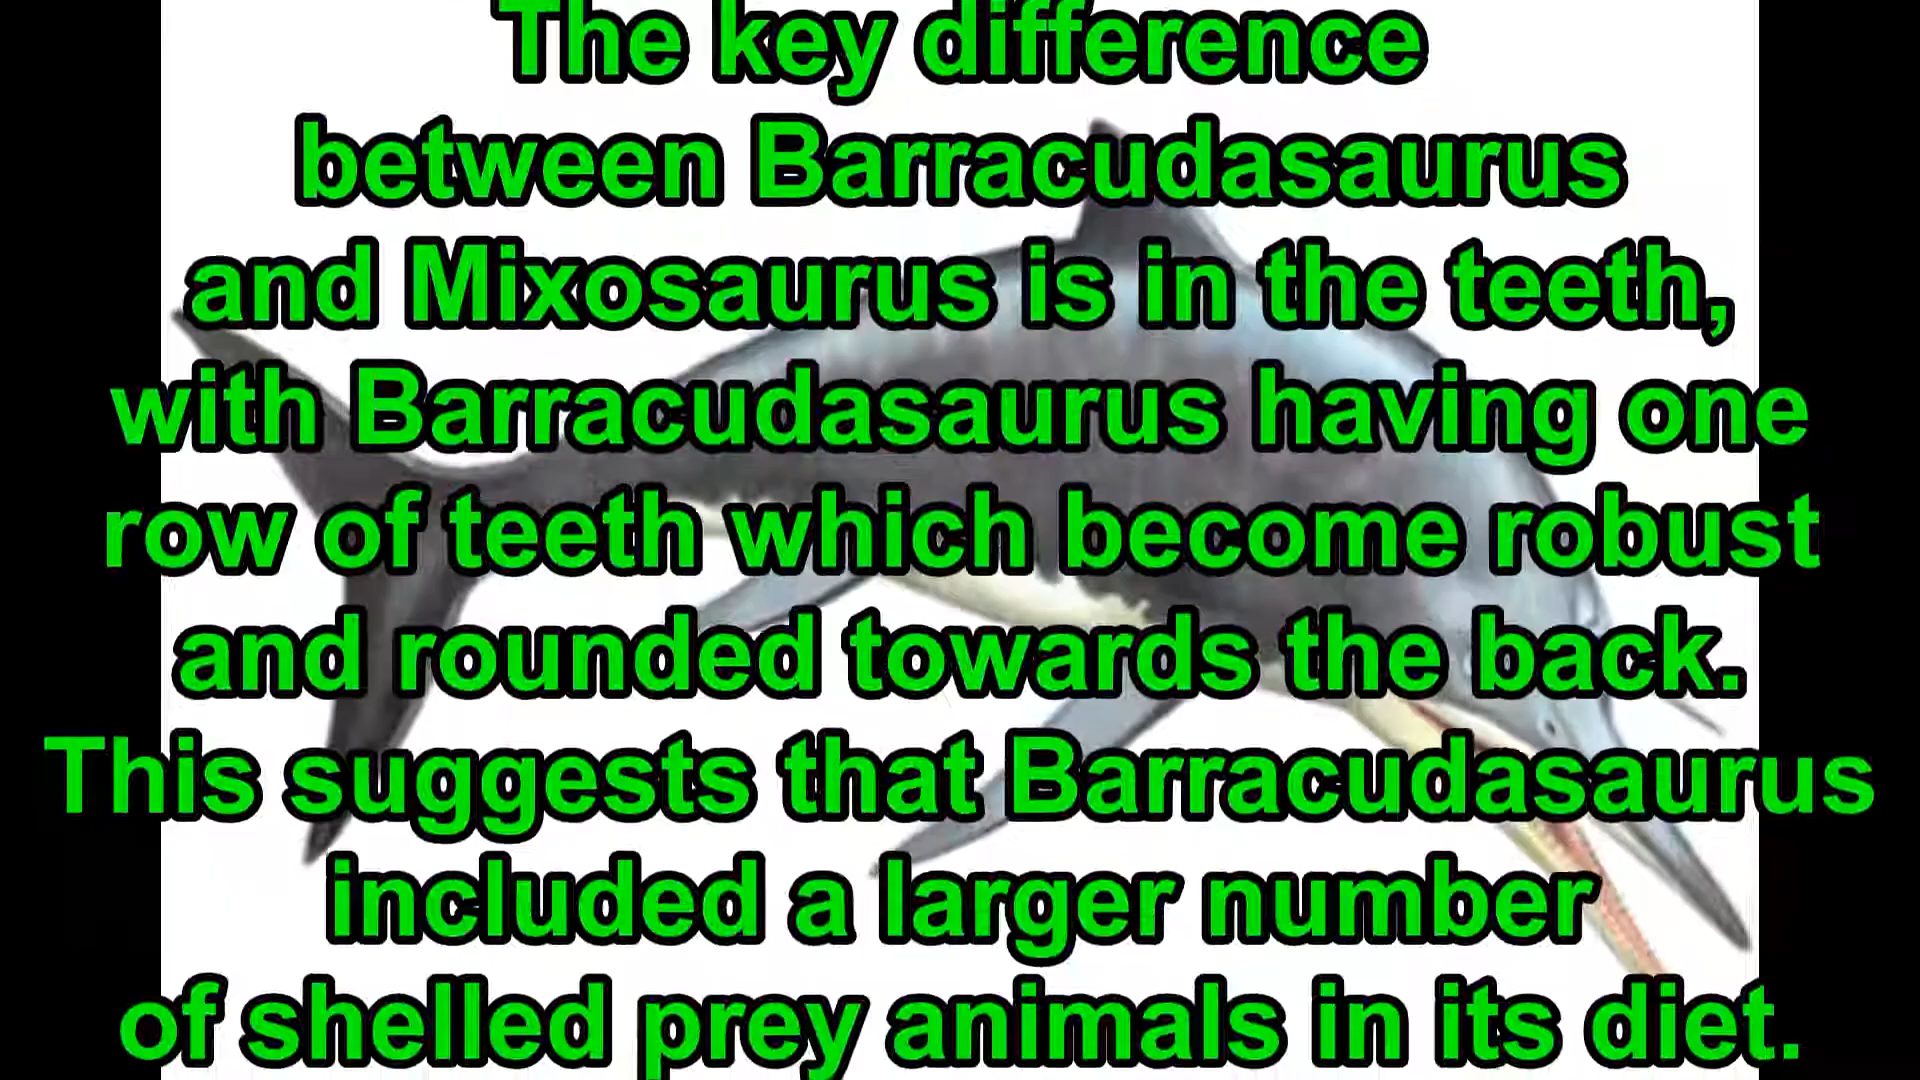 The key difference
between Barracudasaurus
and Mixosaurus is in the teeth,
with Barracudasaurus having one
row of teeth which become robust
and rounded towards the back.
This suggests that Barracudasaurus
included a larger number
of shelled prey animals in its diet.